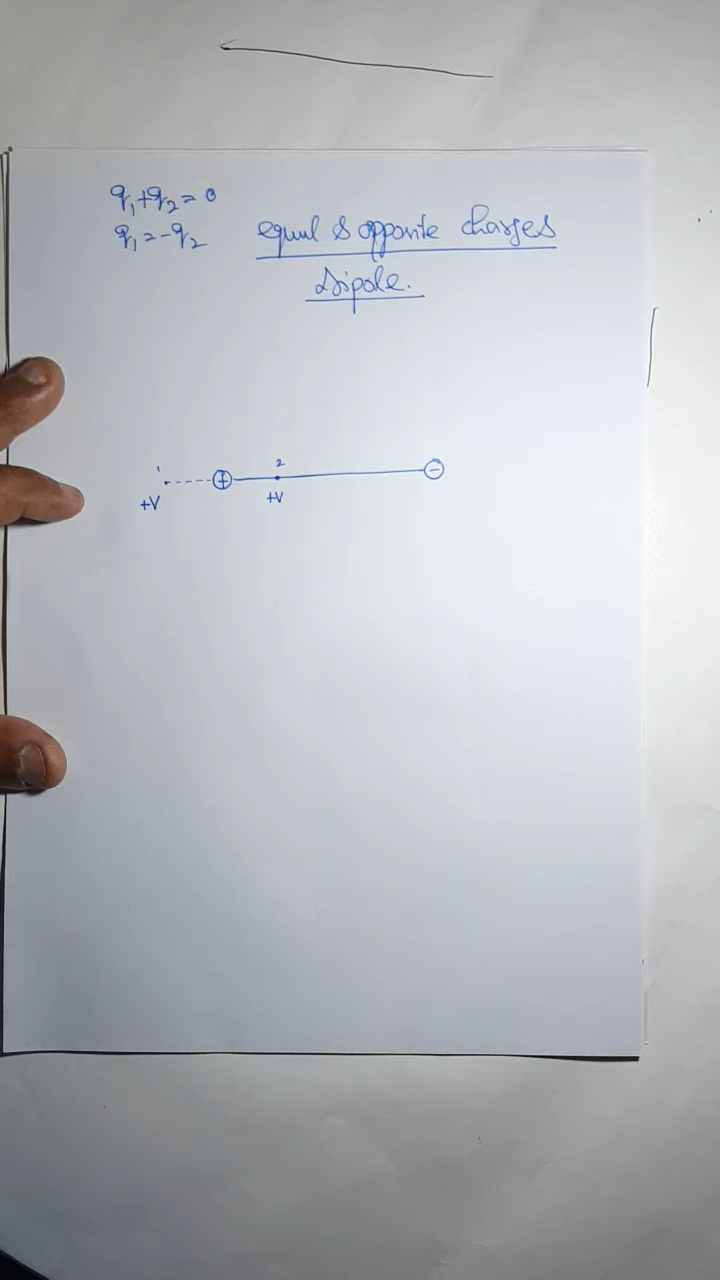 q₁+q₂=0
q₁=-q₂ equal & opposite charges
Dipole.
1 2
+ −
+V +V